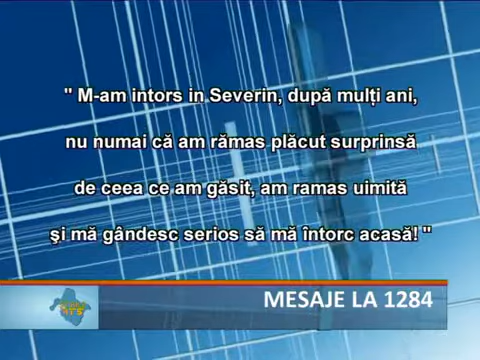 " M-am intors in Severin, după mulți ani,
nu numai că am rămas plăcut surprinsă
de ceea ce am găsit, am ramas uimită
şi mă gândesc serios să mă întorc acasă! "
MESAJE LA 1284